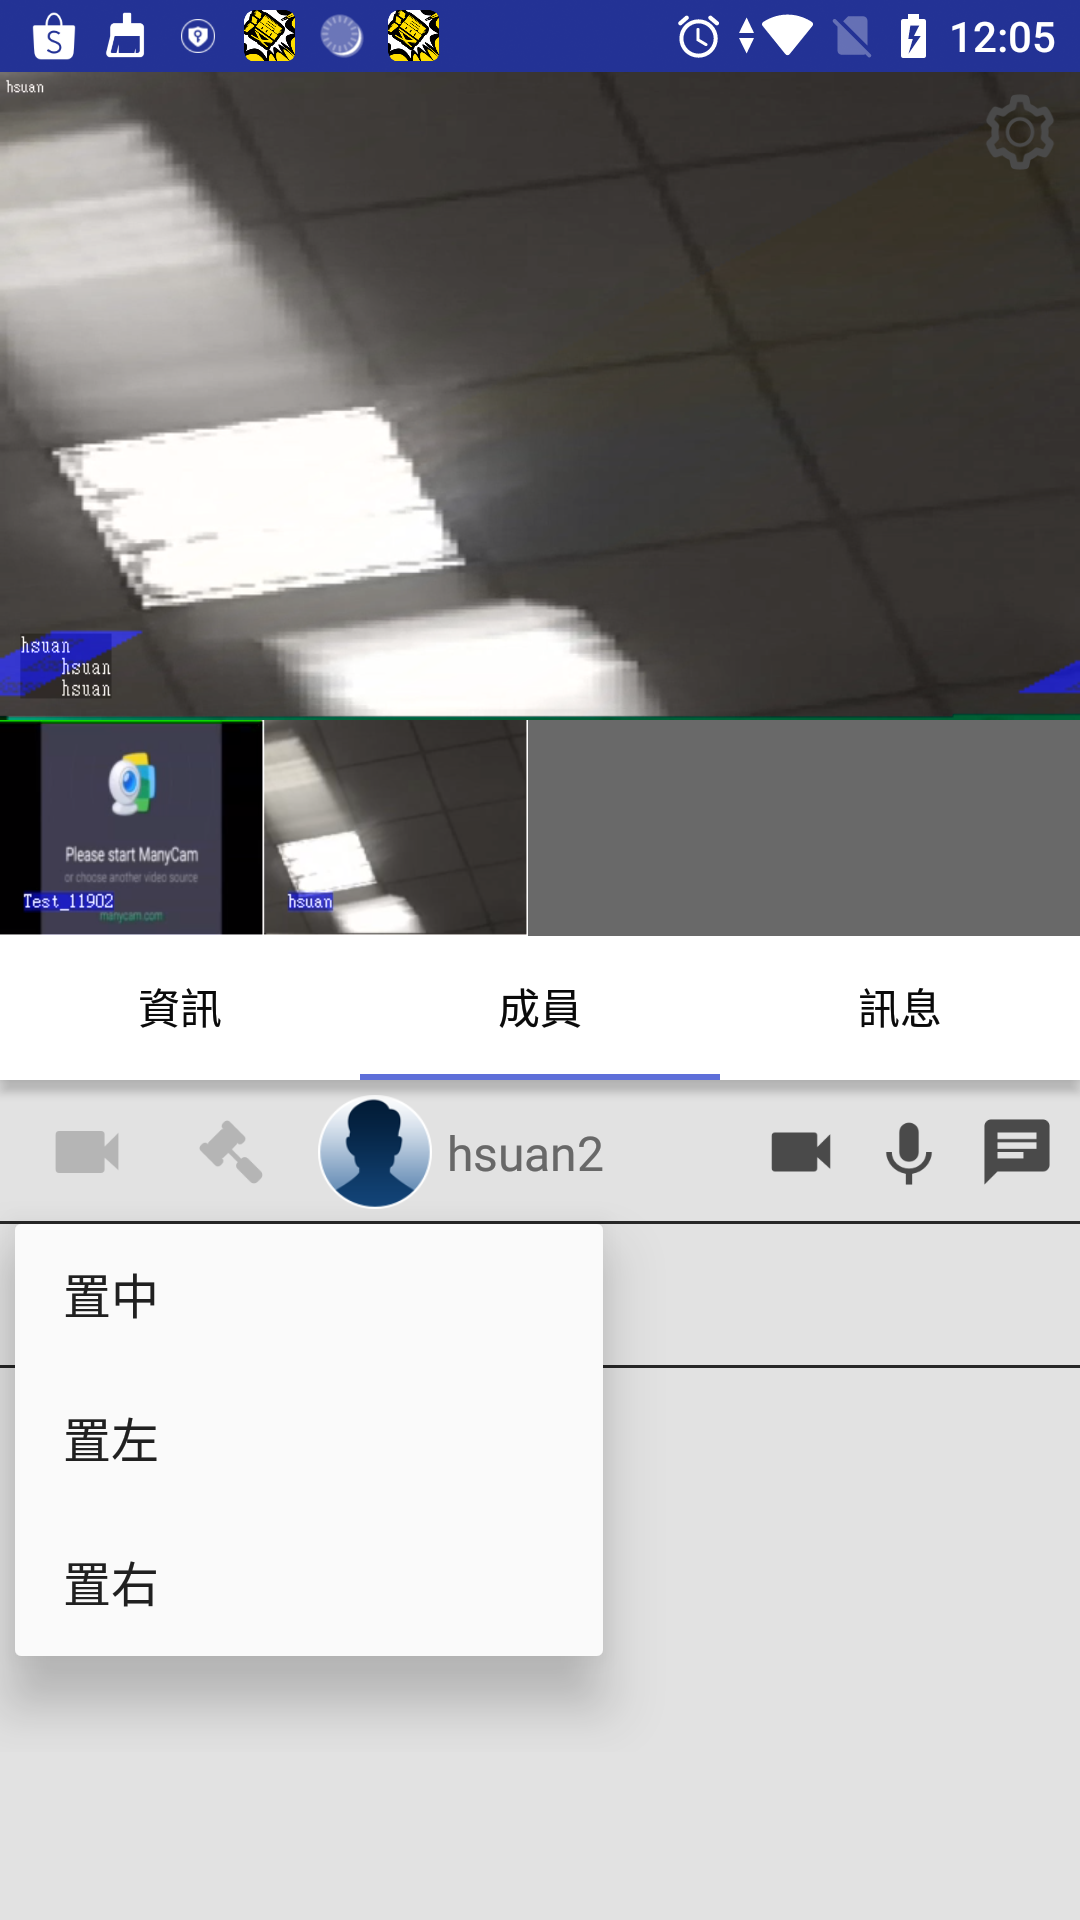 12:05
hsuan
hsuan
hsuan
hsuan
Please start ManyCam
or choose another video source
Test_11902
manycam.com
hsuan
資訊
成員
訊息
hsuan2
置中
置左
置右